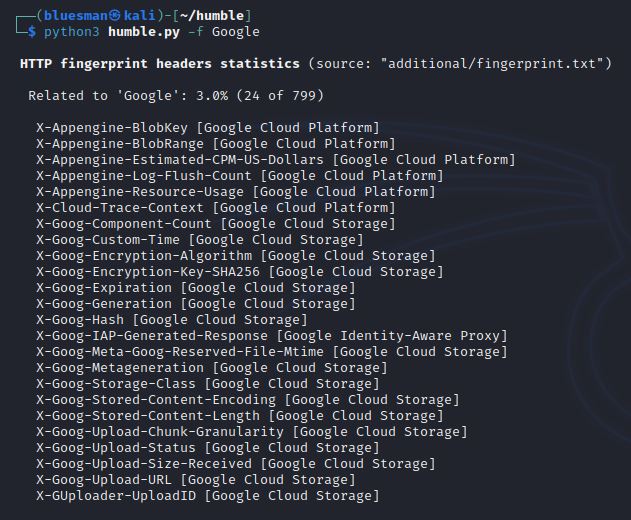 (bluesman㉿kali)-[~/humble]
$ python3 humble.py -f Google
HTTP fingerprint headers statistics (source: "additional/fingerprint.txt")
Related to 'Google': 3.0% (24 of 799)
X-Appengine-BlobKey [Google Cloud Platform]
X-Appengine-BlobRange [Google Cloud Platform]
X-Appengine-Estimated-CPM-US-Dollars [Google Cloud Platform]
X-Appengine-Log-Flush-Count [Google Cloud Platform]
X-Appengine-Resource-Usage [Google Cloud Platform]
X-Cloud-Trace-Context [Google Cloud Platform]
X-Goog-Component-Count [Google Cloud Storage]
X-Goog-Custom-Time [Google Cloud Storage]
X-Goog-Encryption-Algorithm [Google Cloud Storage]
X-Goog-Encryption-Key-SHA256 [Google Cloud Storage]
X-Goog-Expiration [Google Cloud Storage]
X-Goog-Generation [Google Cloud Storage]
X-Goog-Hash [Google Cloud Storage]
X-Goog-IAP-Generated-Response [Google Identity-Aware Proxy]
X-Goog-Meta-Goog-Reserved-File-Mtime [Google Cloud Storage]
X-Goog-Metageneration [Google Cloud Storage]
X-Goog-Storage-Class [Google Cloud Storage]
X-Goog-Stored-Content-Encoding [Google Cloud Storage]
X-Goog-Stored-Content-Length [Google Cloud Storage]
X-Goog-Upload-Chunk-Granularity [Google Cloud Storage]
X-Goog-Upload-Status [Google Cloud Storage]
X-Goog-Upload-Size-Received [Google Cloud Storage]
X-Goog-Upload-URL [Google Cloud Storage]
X-GUploader-UploadID [Google Cloud Storage]